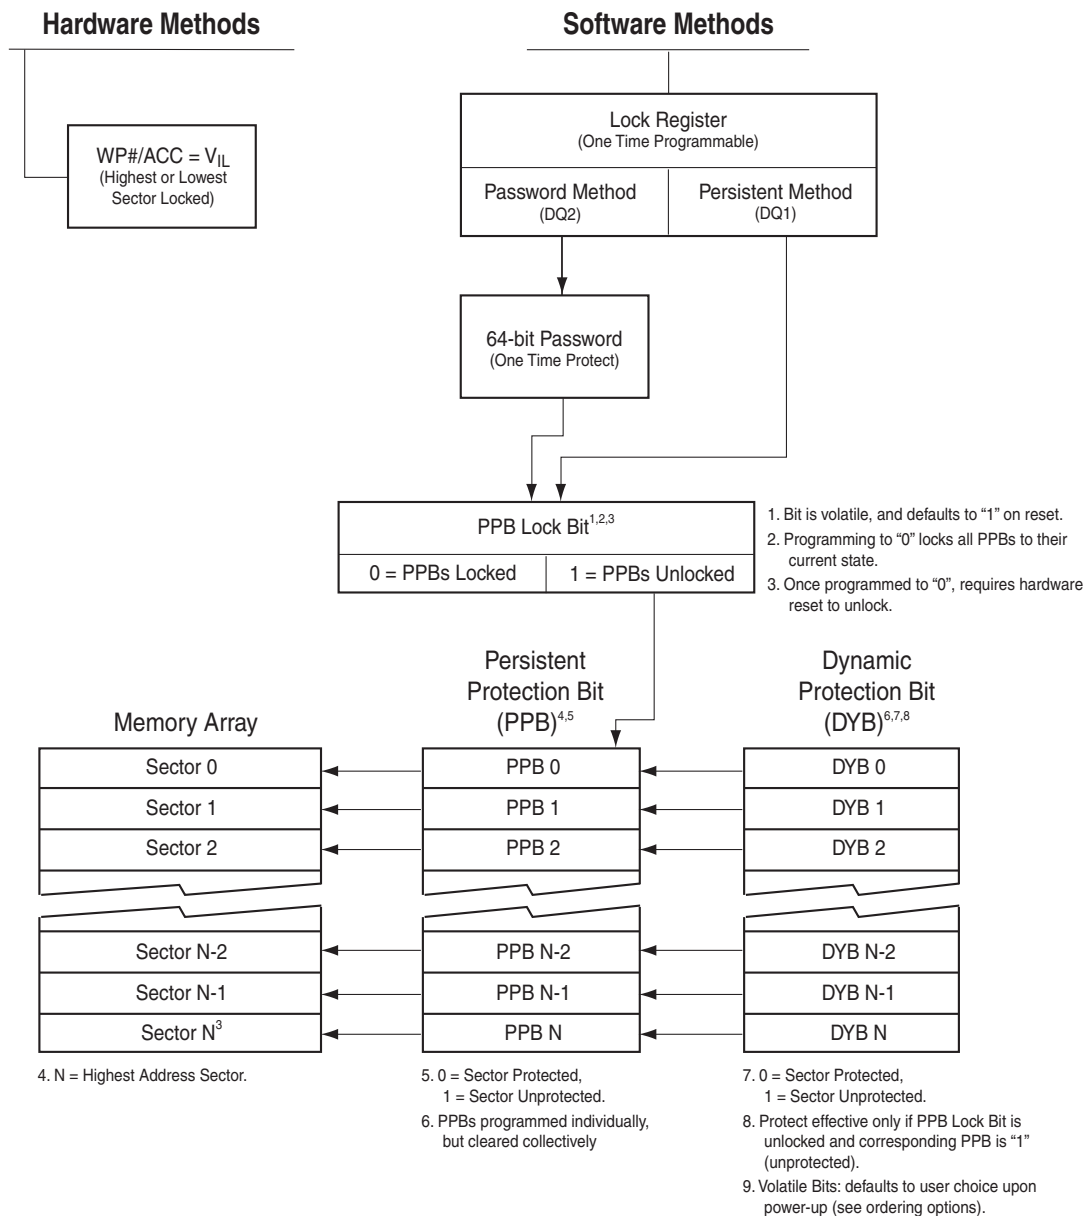 Hardware Methods
Software Methods
WP#/ACC = VIL
(Highest or Lowest
Sector Locked)
Lock Register
(One Time Programmable)
Password Method
(DQ2)
Persistent Method
(DQ1)
64-bit Password
(One Time Protect)
PPB Lock Bit1,2,3
0 = PPBs Locked
1 = PPBs Unlocked
1. Bit is volatile, and defaults to “1” on reset.
2. Programming to “0” locks all PPBs to their
current state.
3. Once programmed to “0”, requires hardware
reset to unlock.
Memory Array
Sector 0
Sector 1
Sector 2
Sector N-2
Sector N-1
Sector N3
4. N = Highest Address Sector.
Persistent
Protection Bit
(PPB)4,5
PPB 0
PPB 1
PPB 2
PPB N-2
PPB N-1
PPB N
5. 0 = Sector Protected,
1 = Sector Unprotected.
6. PPBs programmed individually,
but cleared collectively
Dynamic
Protection Bit
(DYB)6,7,8
DYB 0
DYB 1
DYB 2
DYB N-2
DYB N-1
DYB N
7. 0 = Sector Protected,
1 = Sector Unprotected.
8. Protect effective only if PPB Lock Bit is
unlocked and corresponding PPB is “1”
(unprotected).
9. Volatile Bits: defaults to user choice upon
power-up (see ordering options).